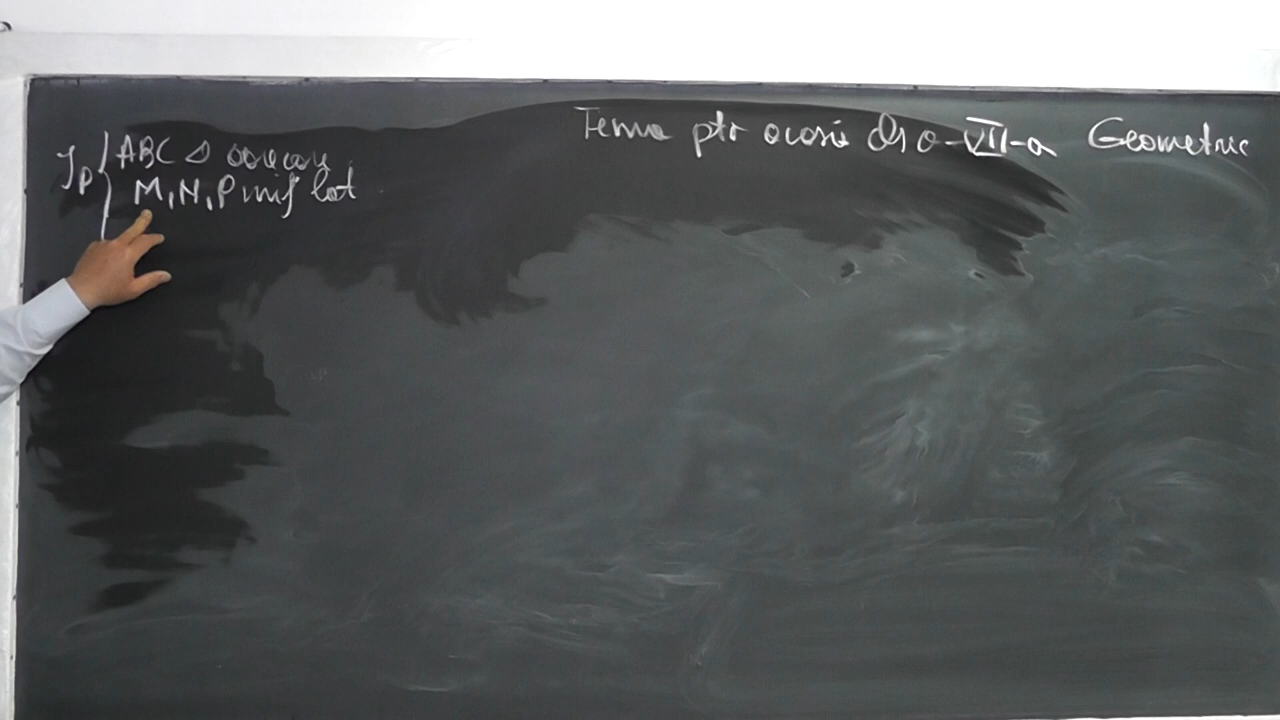 Tema ptr acasă cls a-VII-a Geometrie
Ip { ABC Δ oarecare
M, N, P mij lat